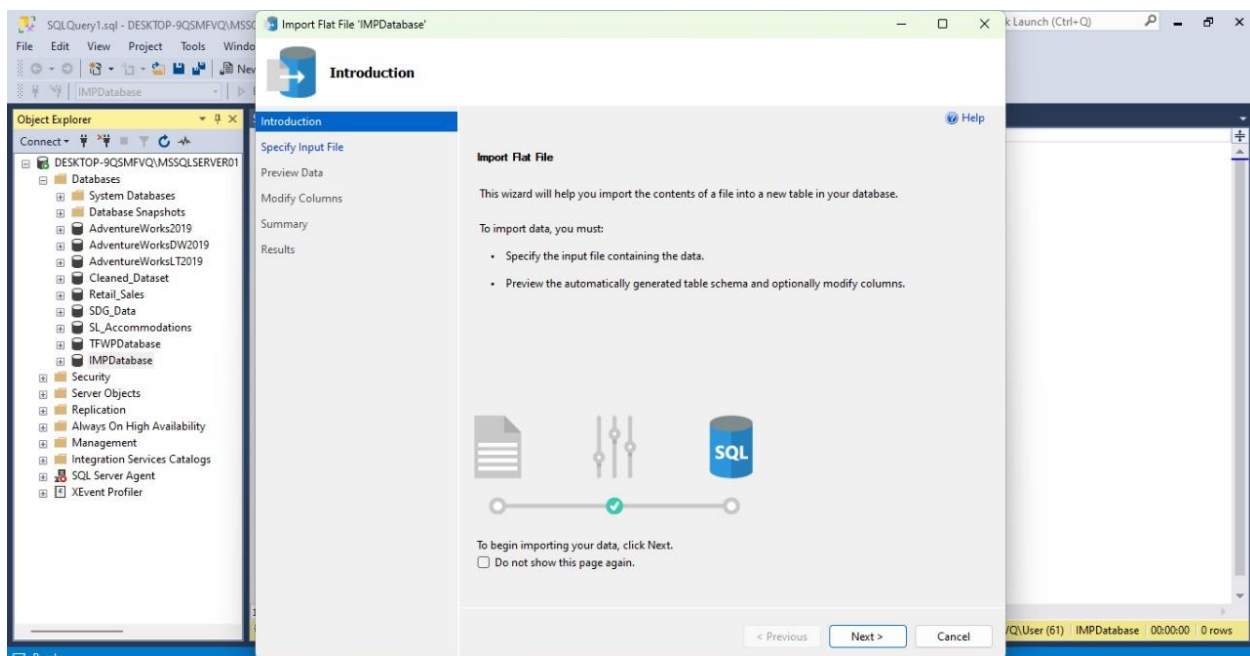 SQLQuery1.sql - DESKTOP-9QSMFVQ\MSSQ
Import Flat File 'IMPDatabase'
k Launch (Ctrl+Q)
File Edit View Project Tools Windo
New
IMPDatabase
Introduction
Object Explorer
Connect
DESKTOP-9QSMFVQ\MSSQLSERVER01
Databases
System Databases
Database Snapshots
AdventureWorks2019
AdventureWorksDW2019
AdventureWorksLT2019
Cleaned_Dataset
Retail_Sales
SDG_Data
SL_Accommodations
TFWPDatabase
IMPDatabase
Security
Server Objects
Replication
Always On High Availability
Management
Integration Services Catalogs
SQL Server Agent
XEvent Profiler
Introduction
Specify Input File
Preview Data
Modify Columns
Summary
Results
Help
Import Flat File
This wizard will help you import the contents of a file into a new table in your database.
To import data, you must:
• Specify the input file containing the data.
• Preview the automatically generated table schema and optionally modify columns.
SQL
To begin importing your data, click Next.
Do not show this page again.
< Previous Next > Cancel
/Q\User (61) IMPDatabase 00:00:00 0 rows